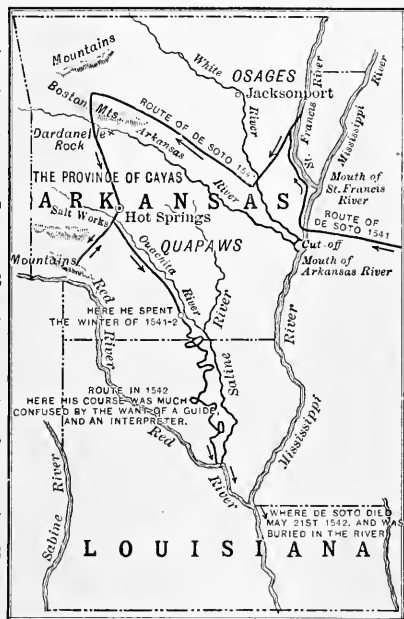 Mountains
White
River
OSAGES
Jacksonport
St. Francis
River
Mississippi
River
Boston Mts.
ROUTE OF DE SOTO 154
Dardanelle
Rock
Arkansas
River
THE PROVINCE OF CAYAS
ARKANSAS
Mouth of
St. Francis
River
Salt Works
Hot Springs
ROUTE OF
DE SOTO 1541
QUAPAWS
Cut-off
Mouth of
Arkansas River
Mountains
Ouachita
River
River
Saline
Red
River
HERE HE SPENT
THE WINTER OF 1541-2
River
Mississippi
ROUTE IN 1542
HERE HIS COURSE WAS MUCH
CONFUSED BY THE WANT OF A GUIDE
AND AN INTERPRETER.
Red
River
Sabine River
WHERE DE SOTO DIED
MAY 21ST 1542, AND WAS
BURIED IN THE RIVER
LOUISIANA